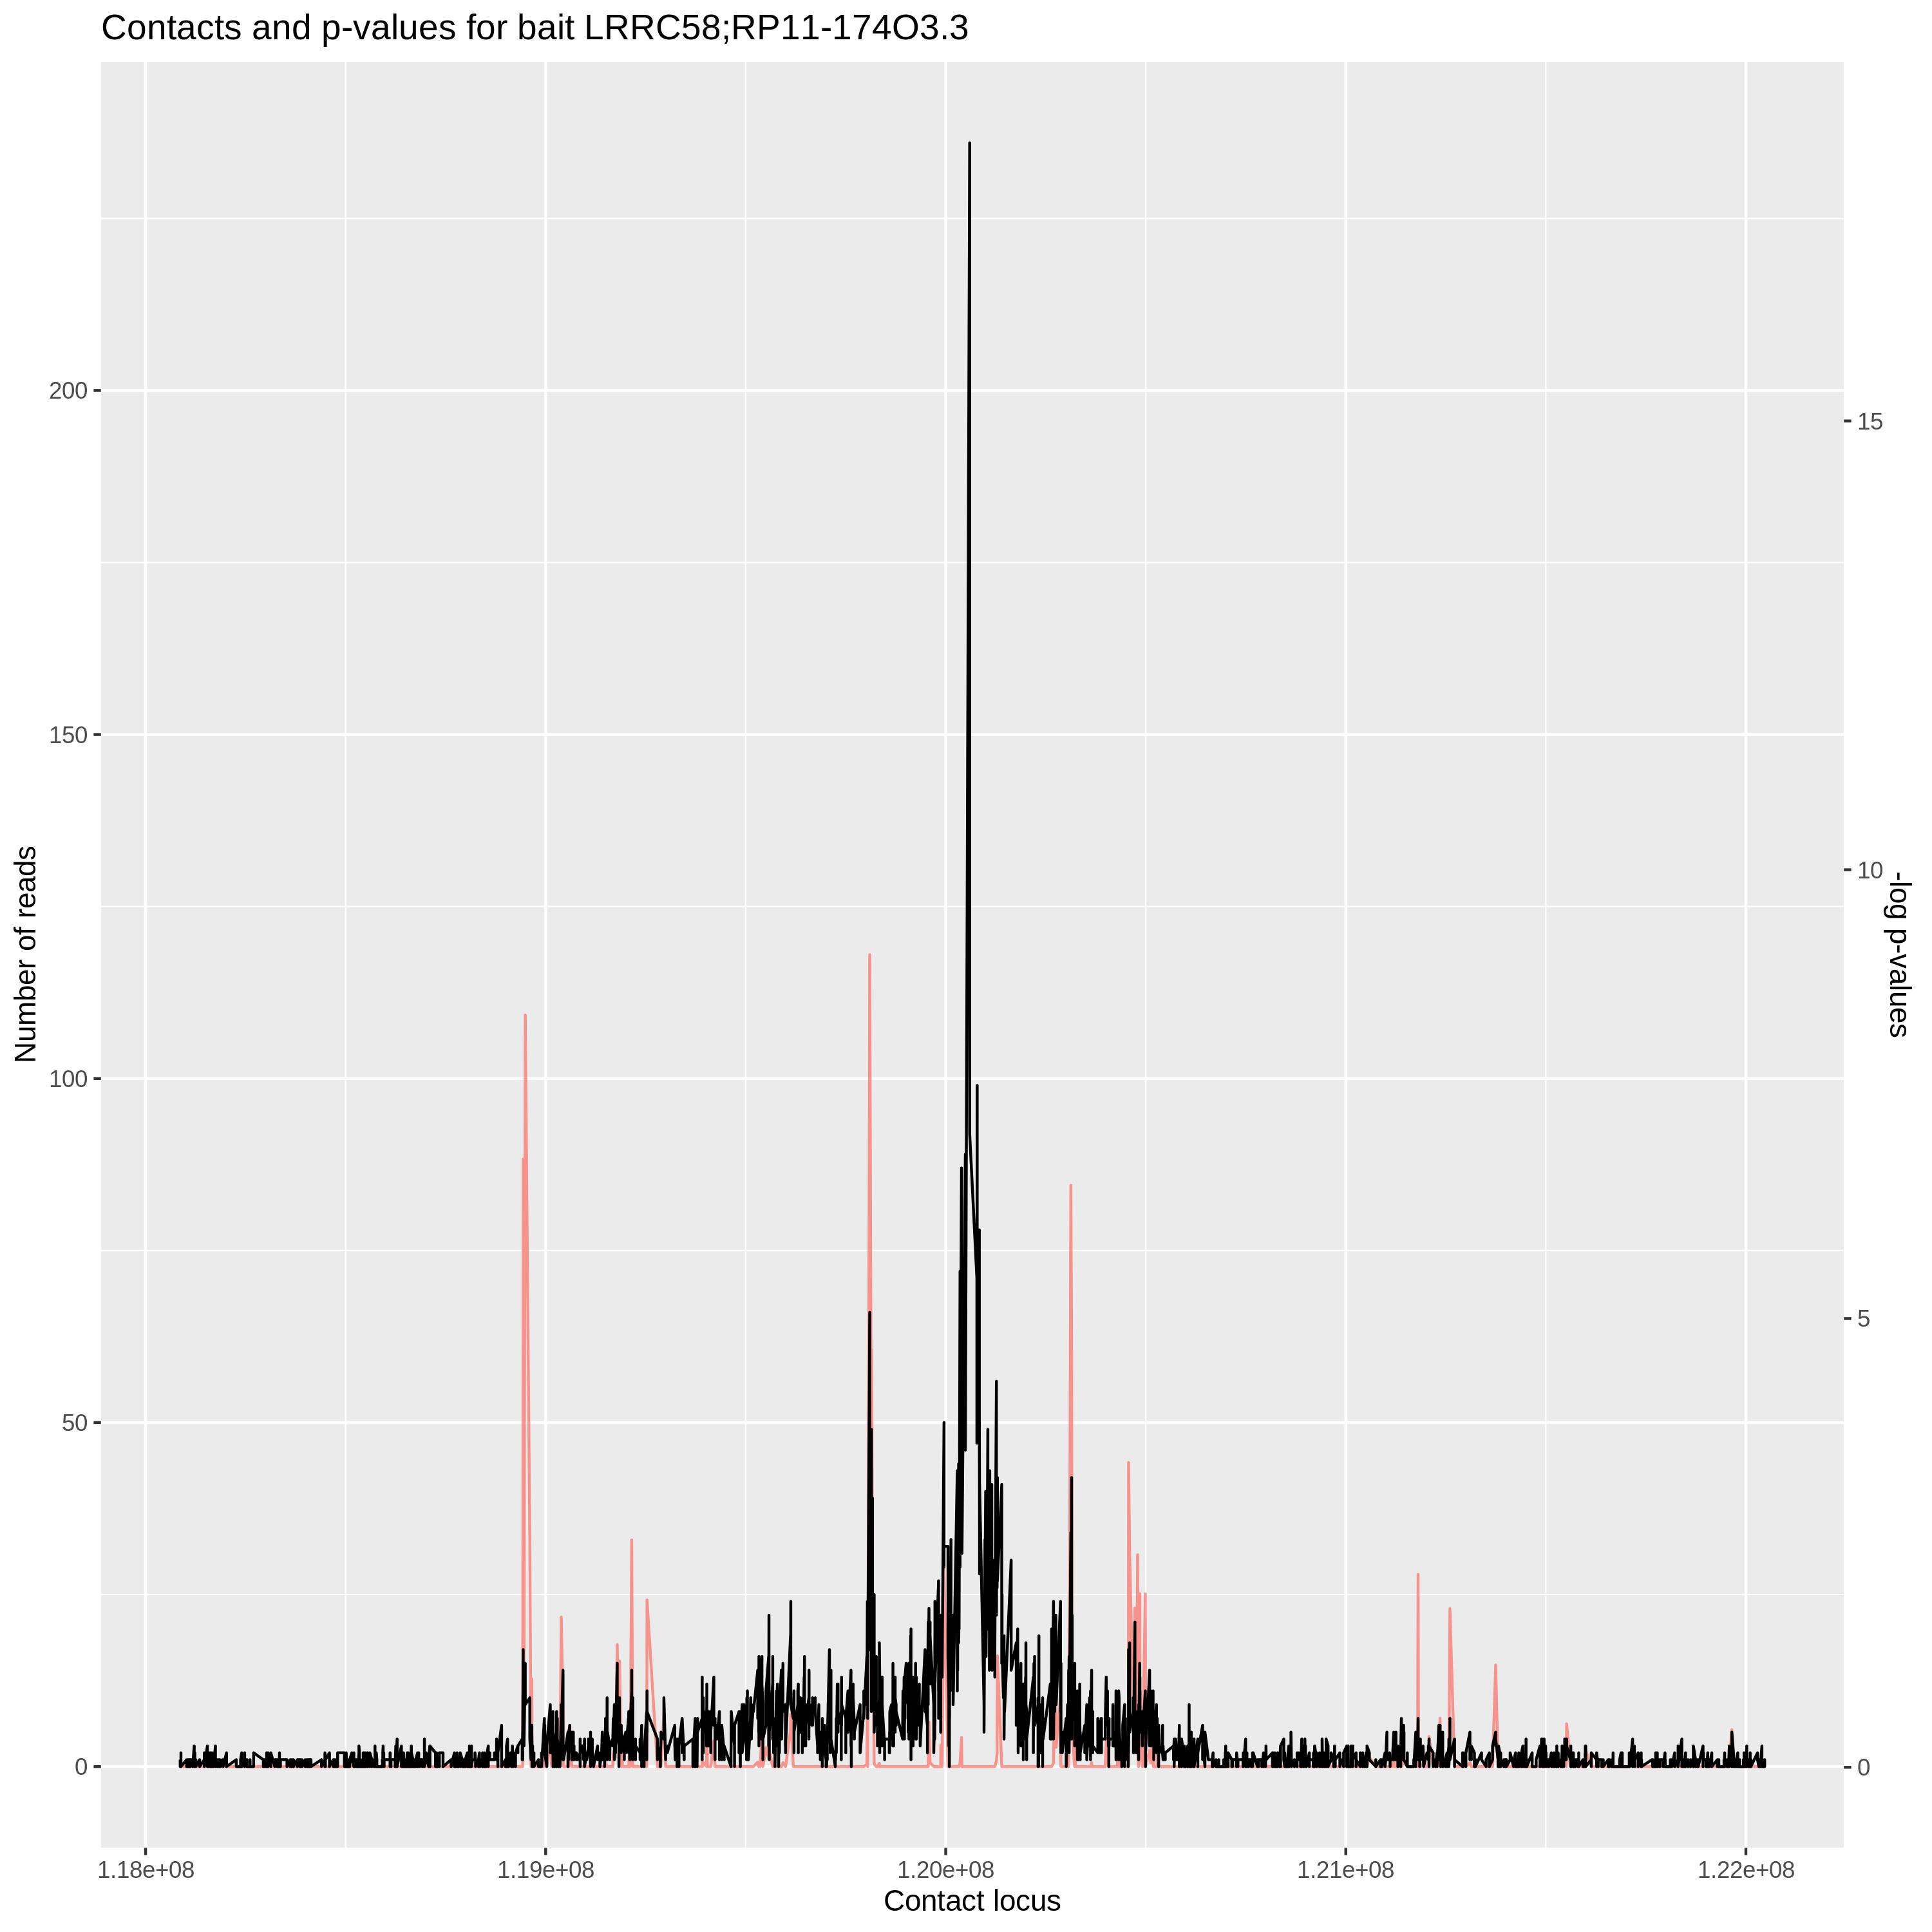 Contacts and p-values for bait LRRC58;RP11-174O3.3
Number of reads
200
150
100
50
0
15
10
5
0
-log p-values
1.18e+08 1.19e+08 1.20e+08 1.21e+08 1.22e+08
Contact locus